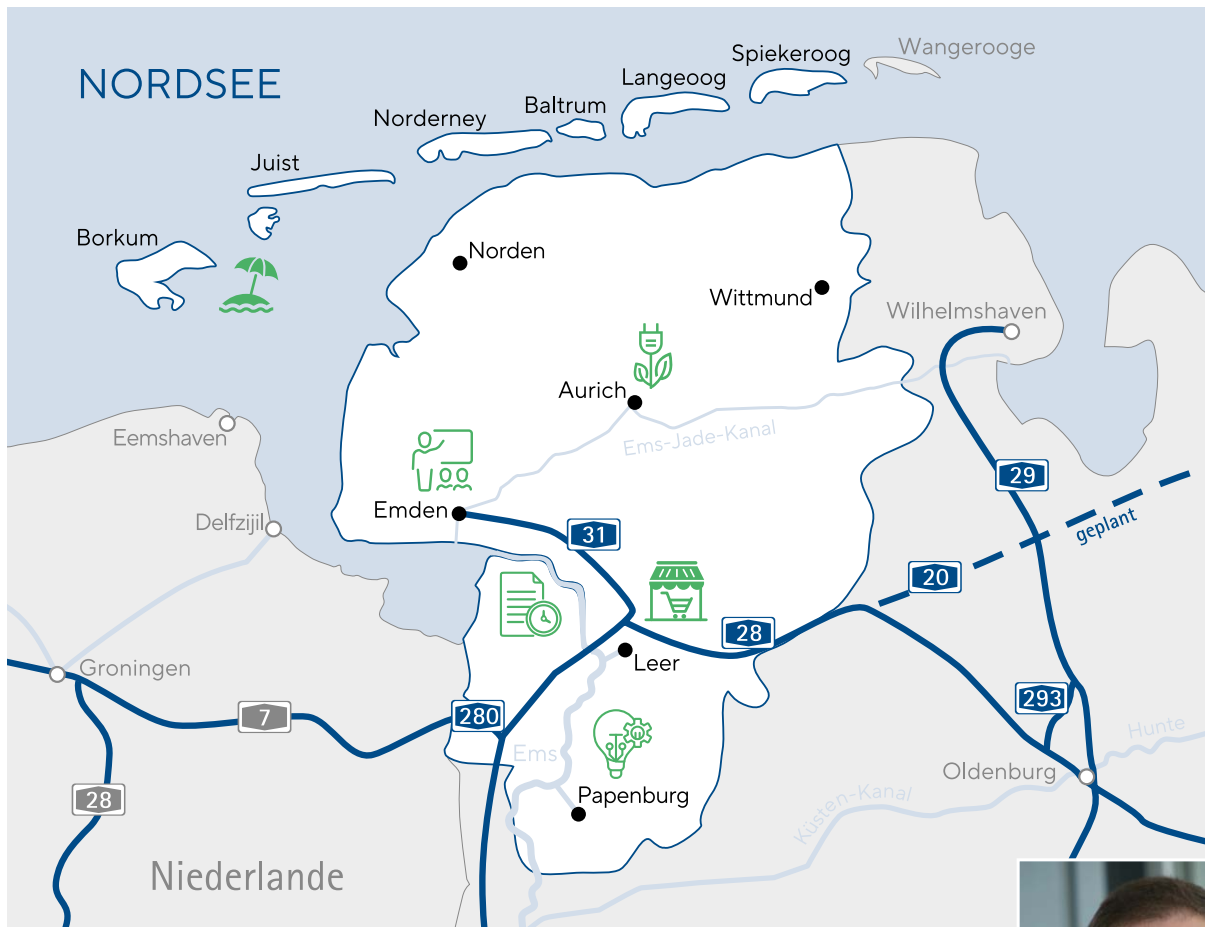 Wangerooge
Spiekeroog
Langeoog
NORDSEE
Baltrum
Norderney
Juist
Borkum
Norden
Wittmund
Wilhelmshaven
Aurich
Eemshaven
Ems-Jade-Kanal
29
Emden
Delfzijil
31
geplant
20
28
Leer
Groningen
293
7
280
Hunte
Ems
Oldenburg
28
Papenburg
Küsten-Kanal
Niederlande